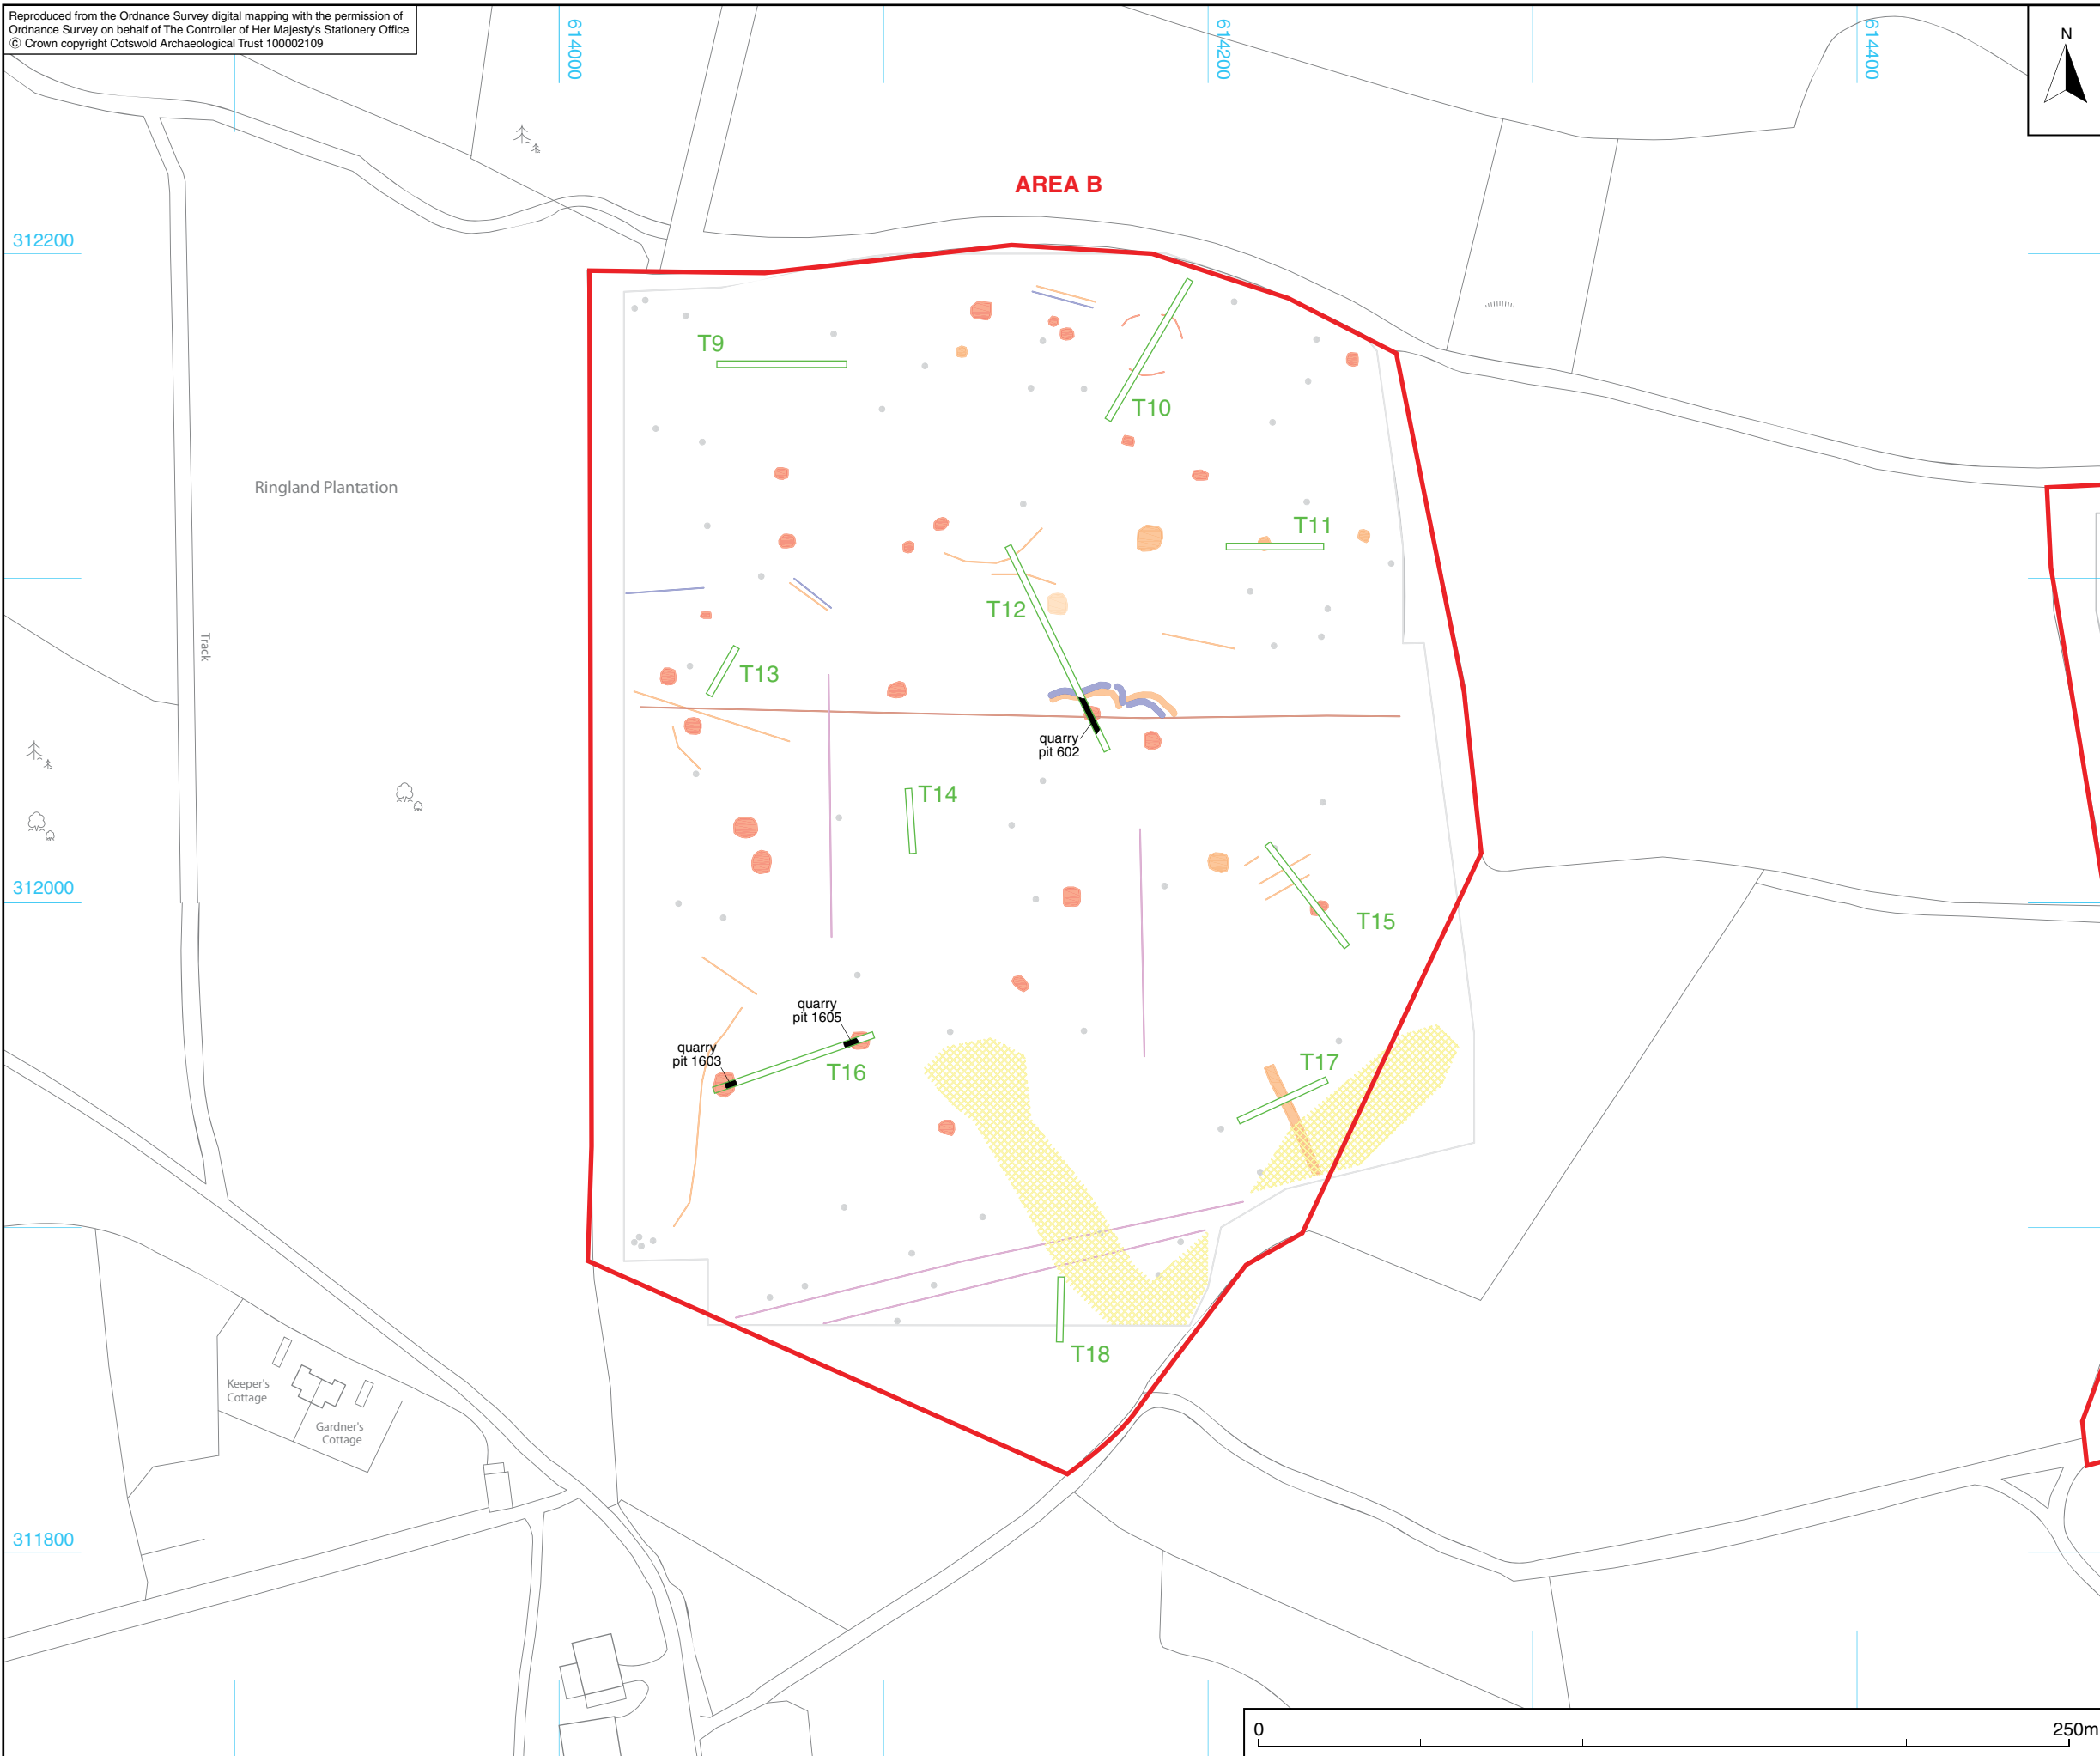 Reproduced from the Ordnance Survey digital mapping with the permission of
Ordnance Survey on behalf of The Controller of Her Majesty's Stationery Office
© Crown copyright Cotswold Archaeological Trust 100002109
614000
614200
614400
N
AREA B
312200
T9
T10
Ringland Plantation
T11
T12
Track
T13
quarry
pit 602
T14
312000
T15
quarry
pit 1605
quarry
pit 1603
T16
T17
T18
Keeper's
Cottage
Gardner's
Cottage
311800
0
250m